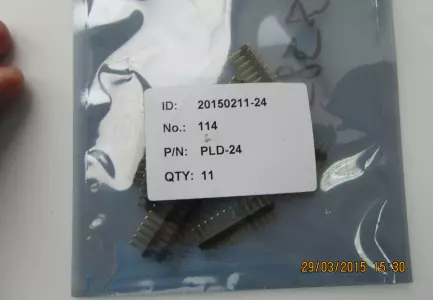 ID: 20150211-24
No.: 114
P/N: PLD-24
QTY: 11
29/03/2015 15:30